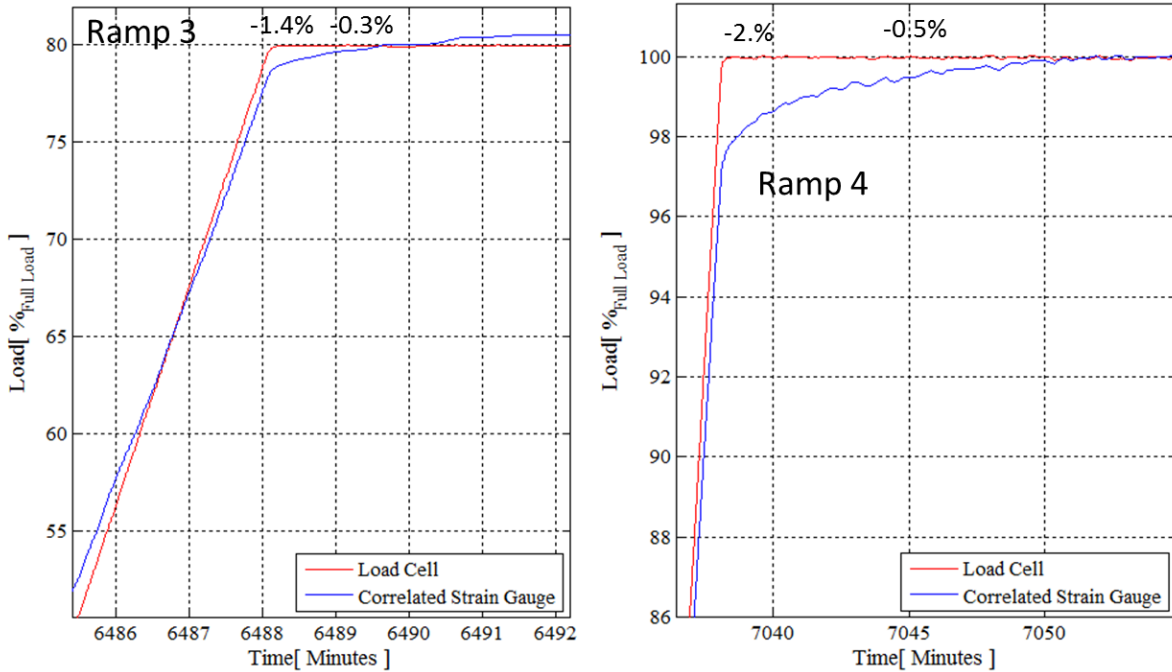 Ramp 3
-1.4%
-0.3%
80
75
70
65
60
55
Load[ %Full Load ]
Load Cell
Correlated Strain Gauge
6486 6487 6488 6489 6490 6491 6492
Time[ Minutes ]
-2.%
-0.5%
100
98
96
94
92
90
88
86
Ramp 4
Load[ %Full Load ]
Load Cell
Correlated Strain Gauge
7040 7045 7050
Time[ Minutes ]